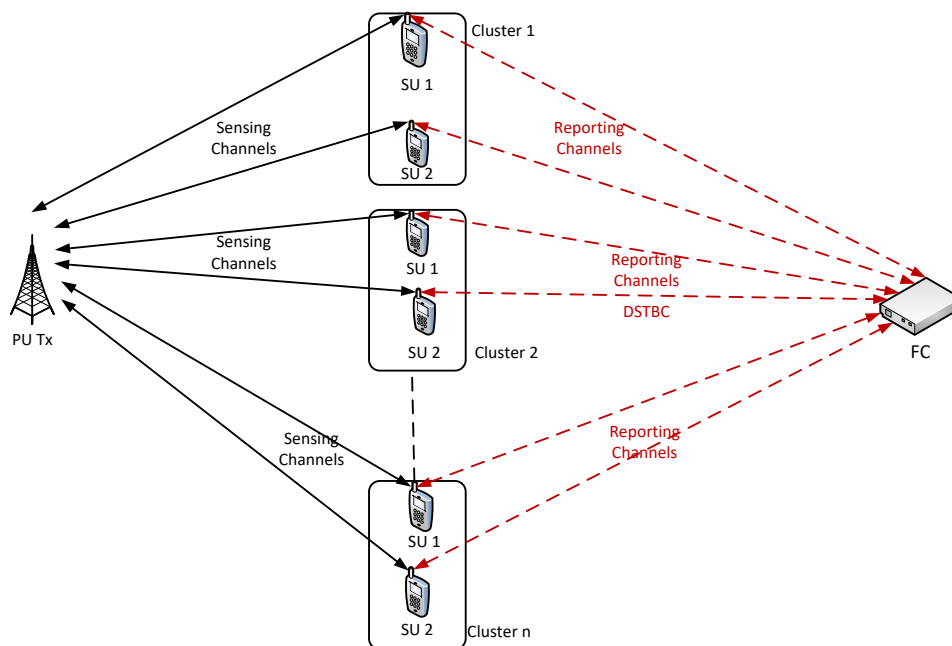 Cluster 1
SU 1
Sensing
Channels
Reporting
Channels
SU 2
Sensing
Channels
SU 1
Reporting
Channels
DSTBC
PU Tx
SU 2
Cluster 2
FC
Sensing
Channels
Reporting
Channels
SU 1
SU 2
Cluster n